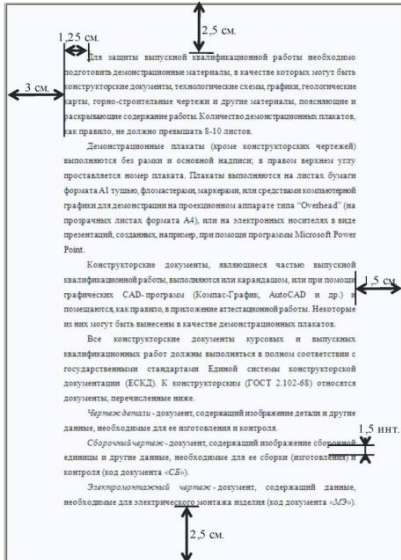 2,5 см.
1,25 см.
3 см.
Для защиты выпускной квалификационной работы необходимо
подготовить демонстрационные материалы, в качестве которых могут быть
конструкторские документы, технологические схемы, графики, геологические
карты, горно-строительные чертежи и другие материалы, поясняющие и
раскрывающие содержание работы. Количество демонстрационных плакатов,
как правило, не должно превышать 8-10 листов.
Демонстрационные плакаты (кроме конструкторских чертежей)
выполняются без рамки и основной надписи; в правом верхнем углу
проставляется номер плаката. Плакаты выполняются на листах бумаги
формата А1 тушью, фломастерами, маркерами, или средствами компьютерной
графики для демонстрации на проекционном аппарате типа “Overhead” (на
прозрачных листах формата А4), или на электронных носителях в виде
презентаций, созданных, например, при помощи программы Microsoft Power
Point.
Конструкторские документы, являющиеся частью выпускной
квалификационной работы, выполняются или карандашом, или при помощи
графических CAD-программ (Компас-График, AutoCAD и др.) и
помещаются, как правило, в приложение аттестационной работы. Некоторые
из них могут быть вынесены в качестве демонстрационных плакатов.
1,5 см.
Все конструкторские документы курсовых и выпускных
квалификационных работ должны выполняться в полном соответствии с
государственными стандартами Единой системы конструкторской
документации (ЕСКД). К конструкторским (ГОСТ 2.102-68) относятся
документы, перечисленные ниже.
Чертеж детали - документ, содержащий изображение детали и другие
данные, необходимые для ее изготовления и контроля.
Сборочный чертеж - документ, содержащий изображение сборочной
единицы и другие данные, необходимые для ее сборки (изготовления) и
контроля (код документа «СБ»).
1,5 инт.
Электромонтажный чертеж - документ, содержащий данные,
необходимые для электрического монтажа изделия (код документа «МЭ»).
2,5 см.